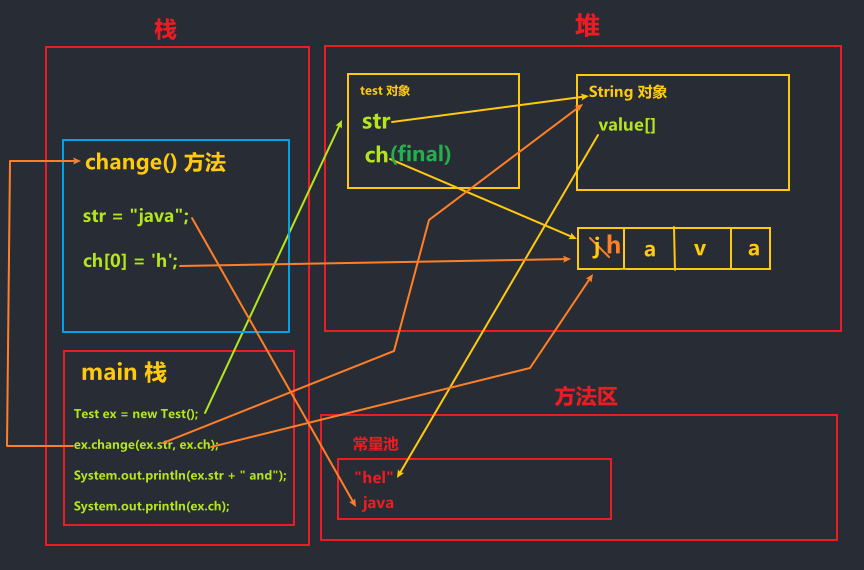 栈
change() 方法
str = "java";
ch[0] = 'h';
main 栈
Test ex = new Test();
ex.change(ex.str, ex.ch);
System.out.println(ex.str + " and");
System.out.println(ex.ch);
堆
test 对象
str
ch(final)
String 对象
value[]
j h a v a
方法区
常量池
"hel"
java